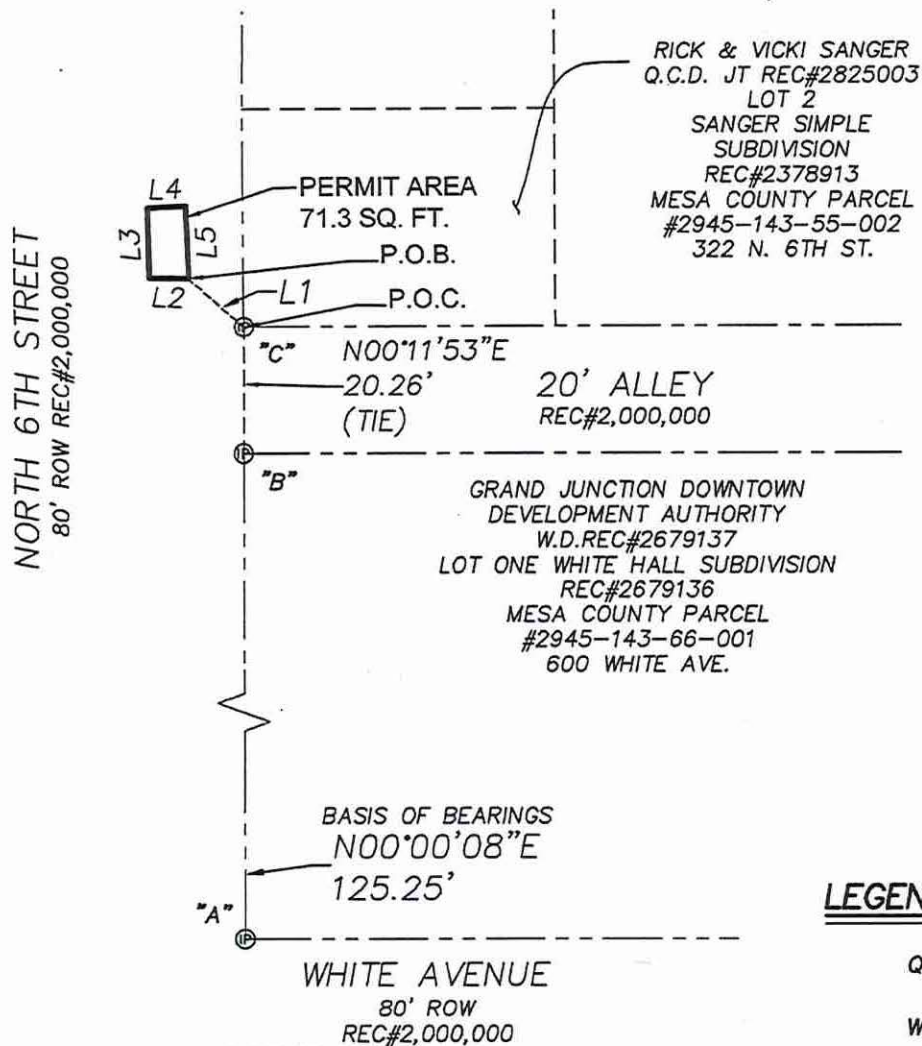 RICK & VICKI SANGER
Q.C.D. JT REC#2825003
LOT 2
SANGER SIMPLE
SUBDIVISION
REC#2378913
MESA COUNTY PARCEL
#2945-143-55-002
322 N. 6TH ST.
L4
PERMIT AREA
71.3 SQ. FT.
L3
L5
P.O.B.
L2
L1
P.O.C.
NORTH 6TH STREET
80' ROW REC#2,000,000
"C"
N00°11'53"E
20.26'
(TIE)
20' ALLEY
REC#2,000,000
IP
"B"
GRAND JUNCTION DOWNTOWN
DEVELOPMENT AUTHORITY
W.D.REC#2679137
LOT ONE WHITE HALL SUBDIVISION
REC#2679136
MESA COUNTY PARCEL
#2945-143-66-001
600 WHITE AVE.
BASIS OF BEARINGS
N00°00'08"E
125.25'
"A"
IP
WHITE AVENUE
80' ROW
REC#2,000,000
LEGEN
Q
W